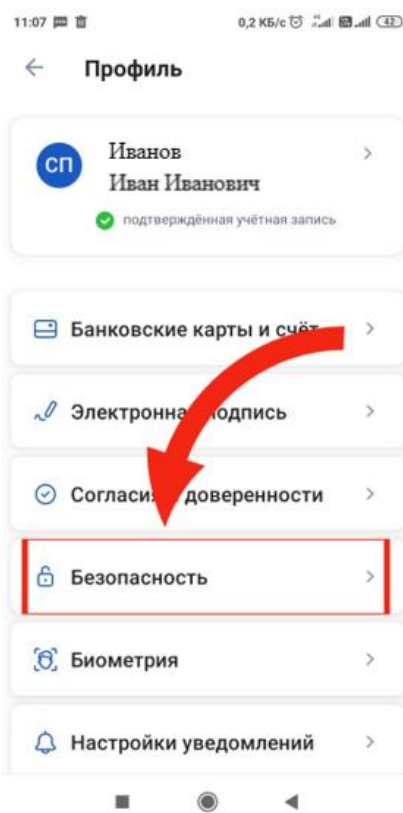 11:07 0,2 КБ/с 42
Профиль
СП
Иванов
Иван Иванович
подтверждённая учётная запись
Банковские карты и счёт
Электронная подпись
Согласия доверенности
Безопасность
Биометрия
Настройки уведомлений